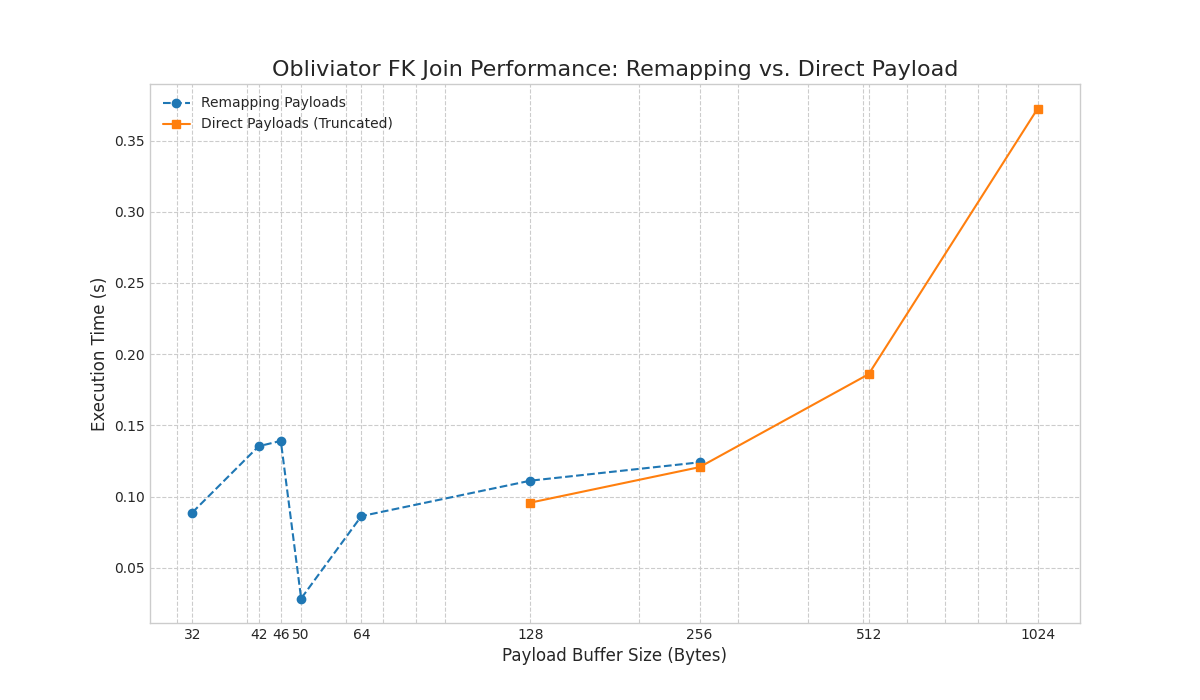 Obliviator FK Join Performance: Remapping vs. Direct Payload
Remapping Payloads
Direct Payloads (Truncated)
0.35
0.30
0.25
0.20
0.15
0.10
0.05
Execution Time (s)
32 42 46 50 64 128 256 512 1024
Payload Buffer Size (Bytes)